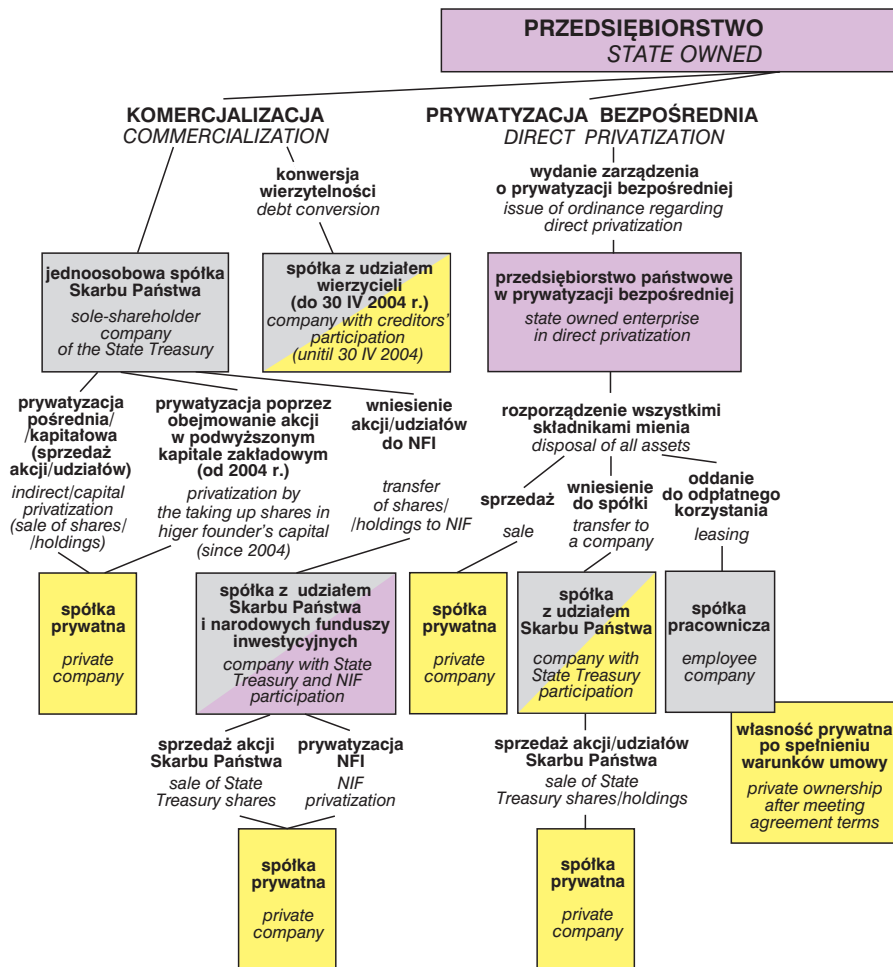 PRZEDSIĘBIORSTWO
STATE OWNED
KOMERCJALIZACJA
COMMERCIALIZATION
PRYWATYZACJA BEZPOŚREDNIA
DIRECT PRIVATIZATION
konwersja
wierzytelności
debt conversion
wydanie zarządzenia
o prywatyzacji bezpośredniej
issue of ordinance regarding
direct privatization
jednoosobowa spółka
Skarbu Państwa
sole-shareholder
company
of the State Treasury
spółka z udziałem
wierzycieli
(do 30 IV 2004 r.)
company with creditors'
participation
(unitil 30 IV 2004)
przedsiębiorstwo państwowe
w prywatyzacji bezpośredniej
state owned enterprise
in direct privatization
prywatyzacja
pośrednia/
/kapitałowa
(sprzedaż
akcji/udziałów)
indirect/capital
privatization
(sale of shares/
/holdings)
prywatyzacja poprzez
obejmowanie akcji
w podwyższonym
kapitale zakładowym
(od 2004 r.)
privatization by
the taking up shares in
higer founder's capital
(since 2004)
wniesienie
akcji/udziałów
do NFI
transfer
of shares/
/holdings to NIF
rozporządzenie wszystkimi
składnikami mienia
disposal of all assets
sprzedaż
sale
wniesienie
do spółki
transfer to
a company
oddanie
do odpłatnego
korzystania
leasing
spółka
prywatna
private
company
spółka z udziałem
Skarbu Państwa
i narodowych funduszy
inwestycyjnych
company with State
Treasury and NIF
participation
spółka
prywatna
private
company
spółka
z udziałem
Skarbu Państwa
company with
State Treasury
participation
spółka
pracownicza
employee
company
sprzedaż akcji
Skarbu Państwa
sale of State
Treasury shares
prywatyzacja
NFI
NIF
privatization
sprzedaż akcji/udziałów
Skarbu Państwa
sale of State
Treasury shares/holdings
własność prywatna
po spełnieniu
warunków umowy
private ownership
after meeting
agreement terms
spółka
prywatna
private
company
spółka
prywatna
private
company